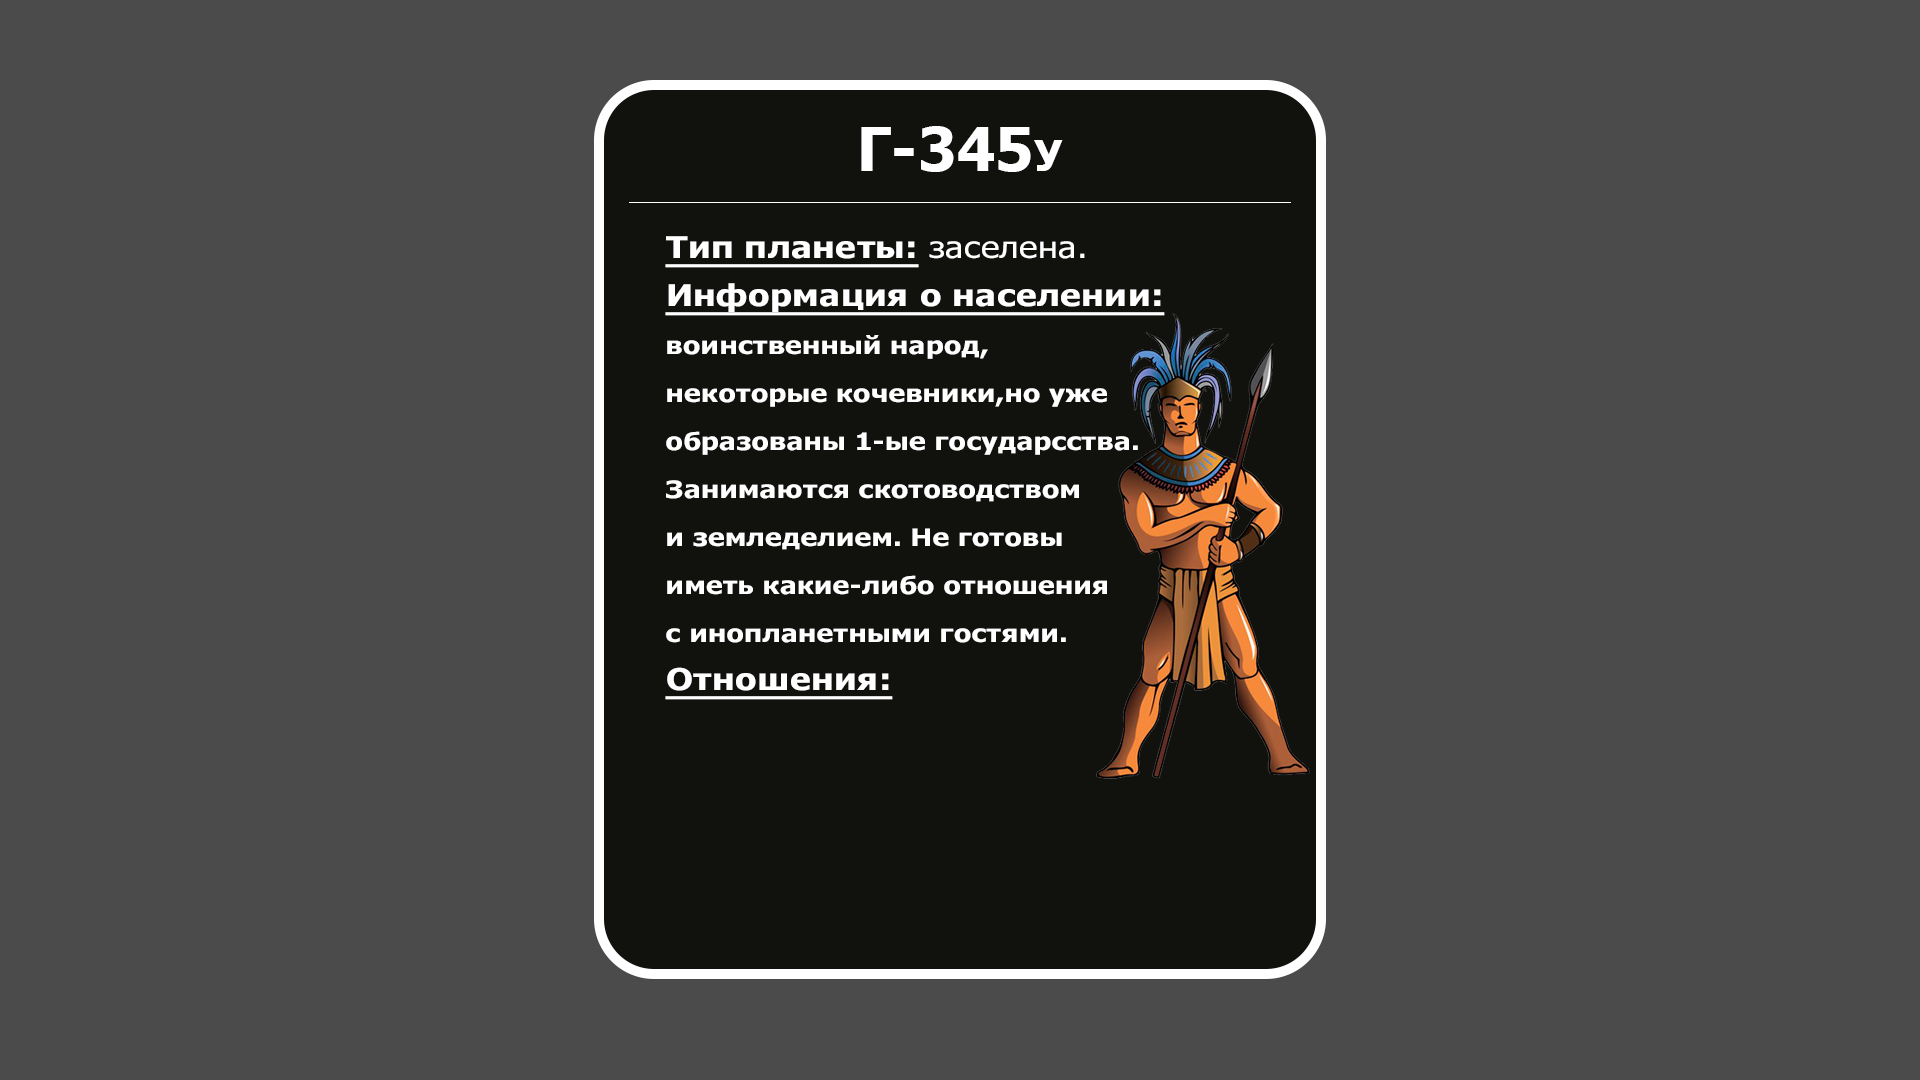 Г-345у
Тип планеты: заселена.
Информация о населении:
воинственный народ,
некоторые кочевники,но уже
образованы 1-ые государсства.
Занимаются скотоводством
и земледелием. Не готовы
иметь какие-либо отношения
с инопланетными гостями.
Отношения: